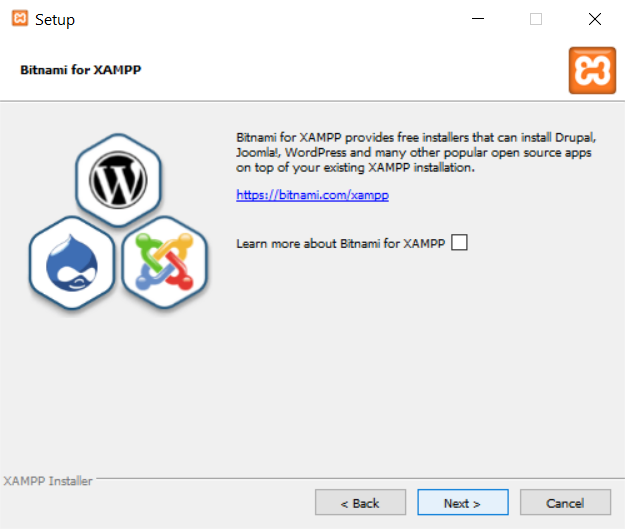 Setup
Bitnami for XAMPP
Bitnami for XAMPP provides free installers that can install Drupal,
Joomla!, WordPress and many other popular open source apps
on top of your existing XAMPP installation.
https://bitnami.com/xampp
Learn more about Bitnami for XAMPP
XAMPP Installer
< Back
Next >
Cancel